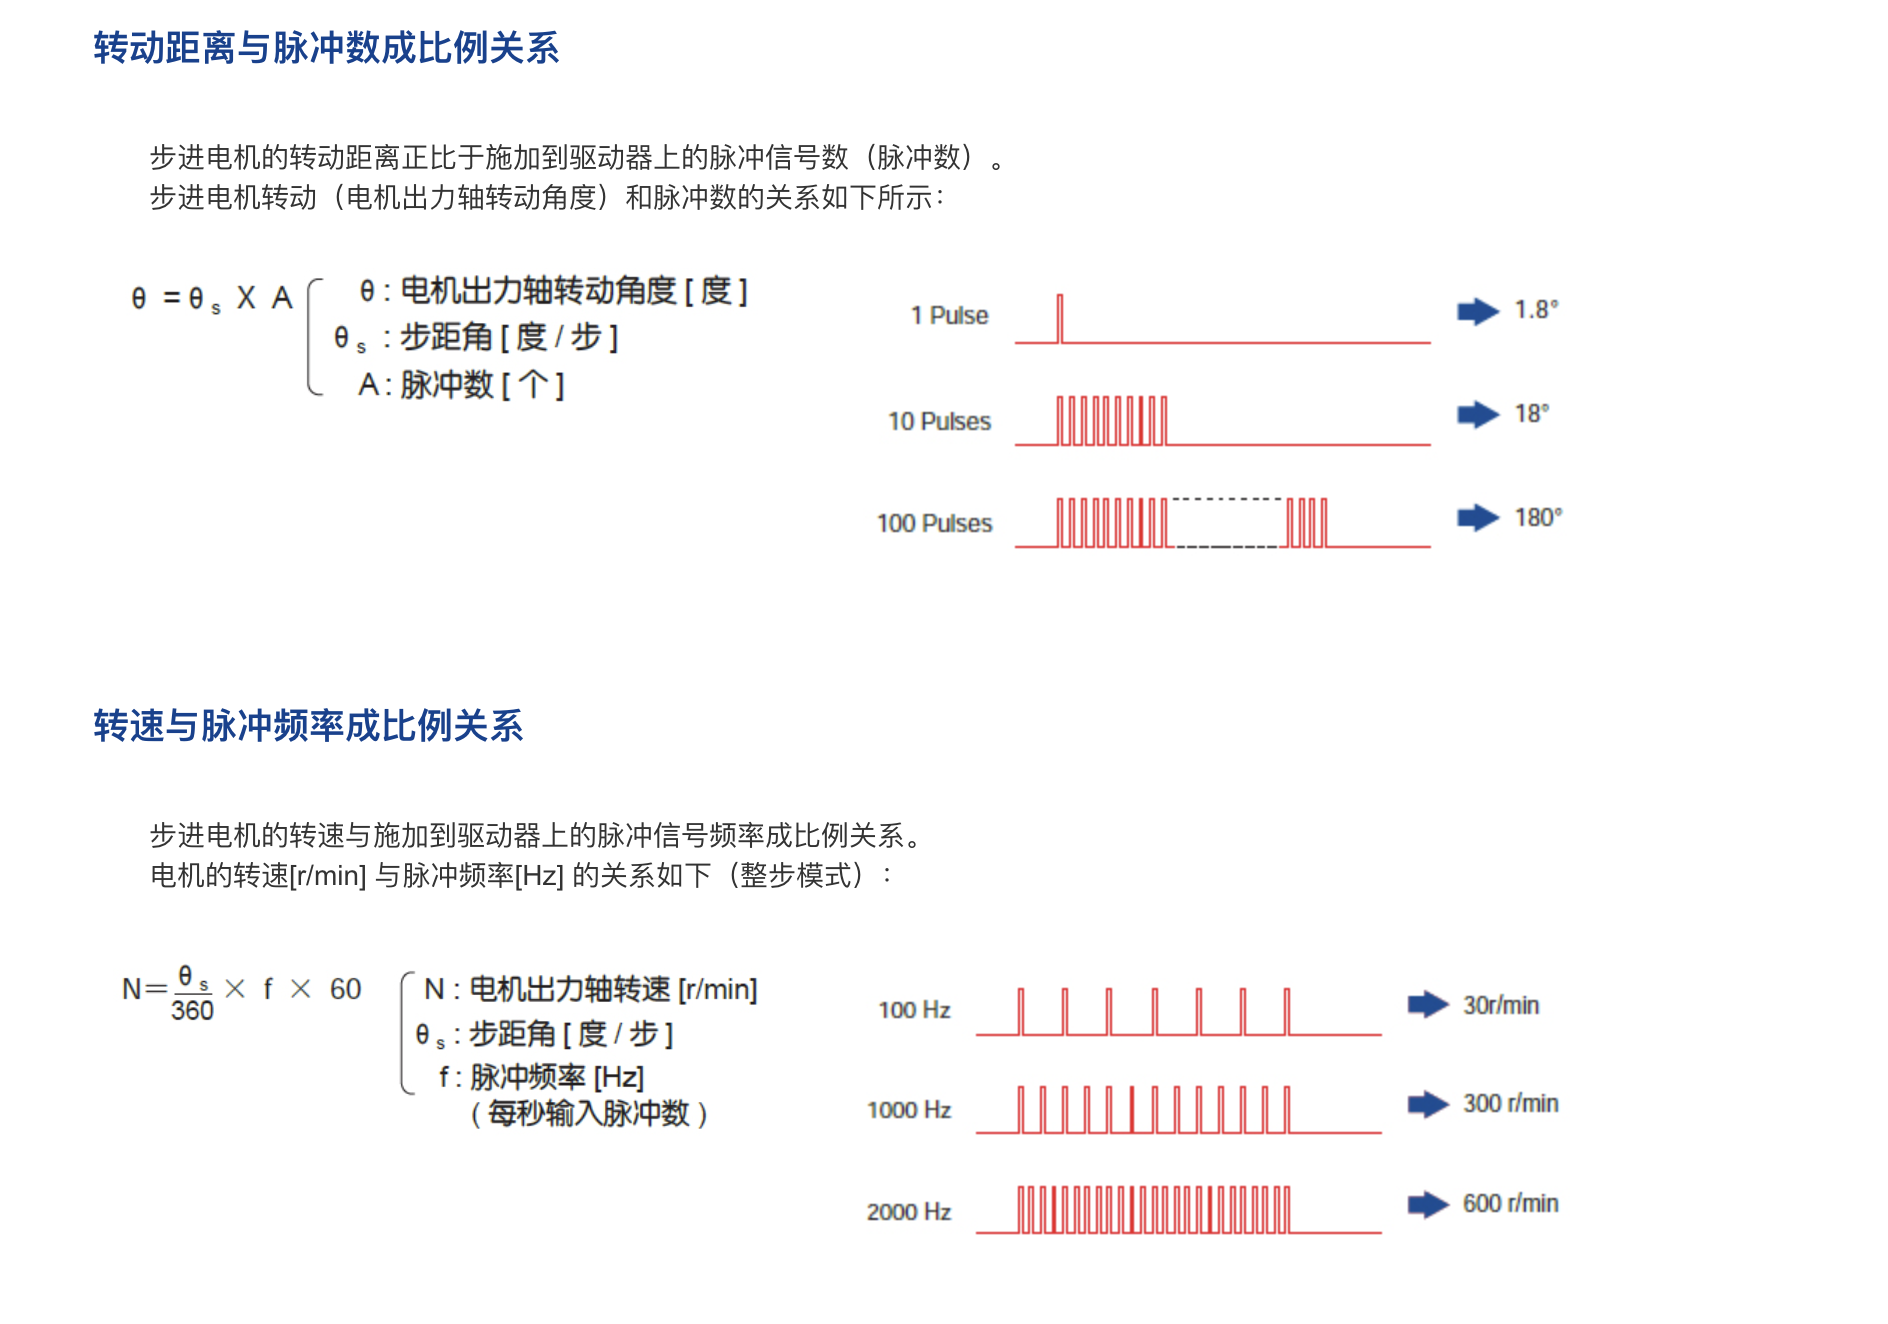 转动距离与脉冲数成比例关系
步进电机的转动距离正比于施加到驱动器上的脉冲信号数（脉冲数）。
步进电机转动（电机出力轴转动角度）和脉冲数的关系如下所示：
θ = θs X A
θ : 电机出力轴转动角度 [ 度 ]
θs : 步距角 [ 度 / 步 ]
A : 脉冲数 [ 个 ]
1 Pulse 1.8°
10 Pulses 18°
100 Pulses 180°
转速与脉冲频率成比例关系
步进电机的转速与施加到驱动器上的脉冲信号频率成比例关系。
电机的转速[r/min] 与脉冲频率[Hz] 的关系如下（整步模式）：
N=θs/360 × f × 60
N : 电机出力轴转速 [r/min]
θs : 步距角 [ 度 / 步 ]
f : 脉冲频率 [Hz]
( 每秒输入脉冲数 )
100 Hz 30r/min
1000 Hz 300 r/min
2000 Hz 600 r/min